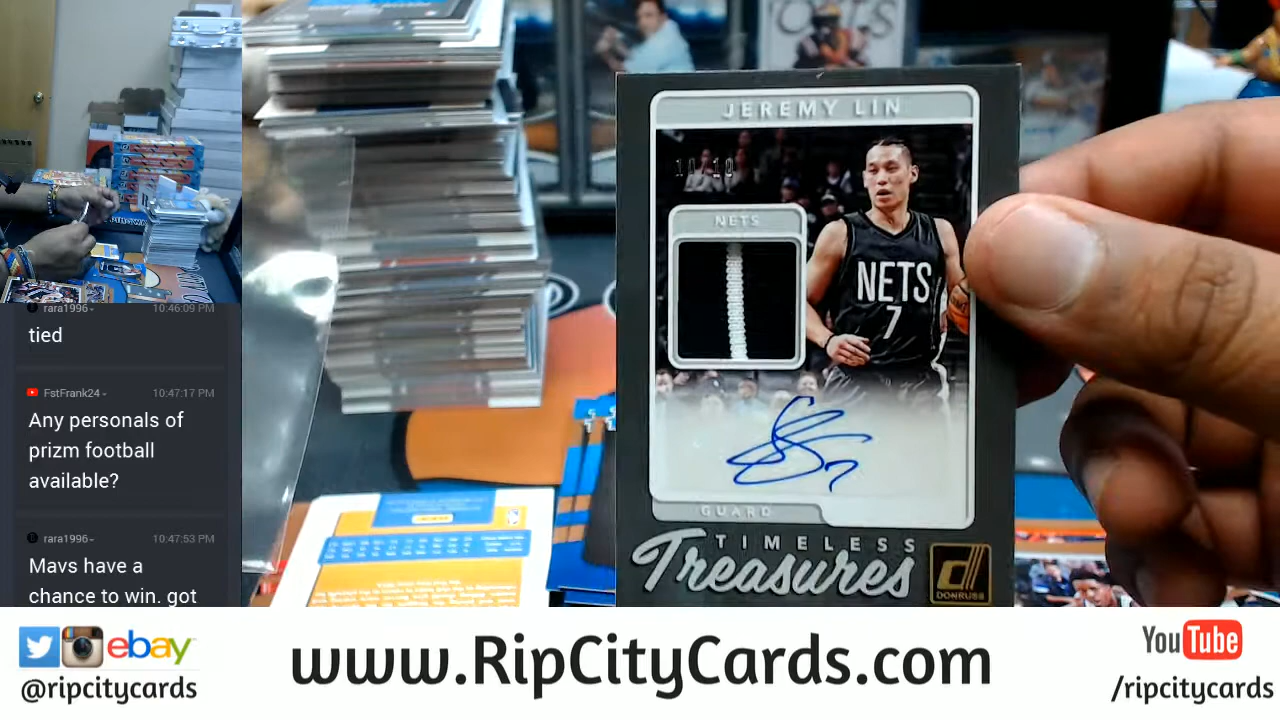 rara1996
10:46:09 PM
tied
FstFrank24
10:47:17 PM
Any personals of
prizm football
available?
rara1996
10:47:53 PM
Mavs have a
chance to win. got
JEREMY LIN
10/10
NETS
NETS
7
GUARD
TIMELESS
Treasures
DONRUSS
ebay
@ripcitycards
www.RipCityCards.com
YouTube
/ripcitycards